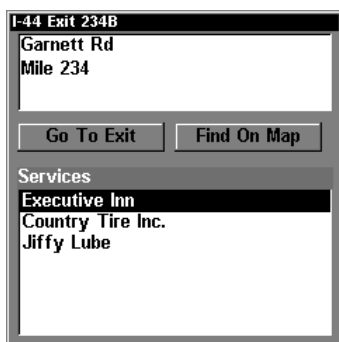 I-44 Exit 234B
Garnett Rd
Mile 234
Go To Exit
Find On Map
Services
Executive Inn
Country Tire Inc.
Jiffy Lube